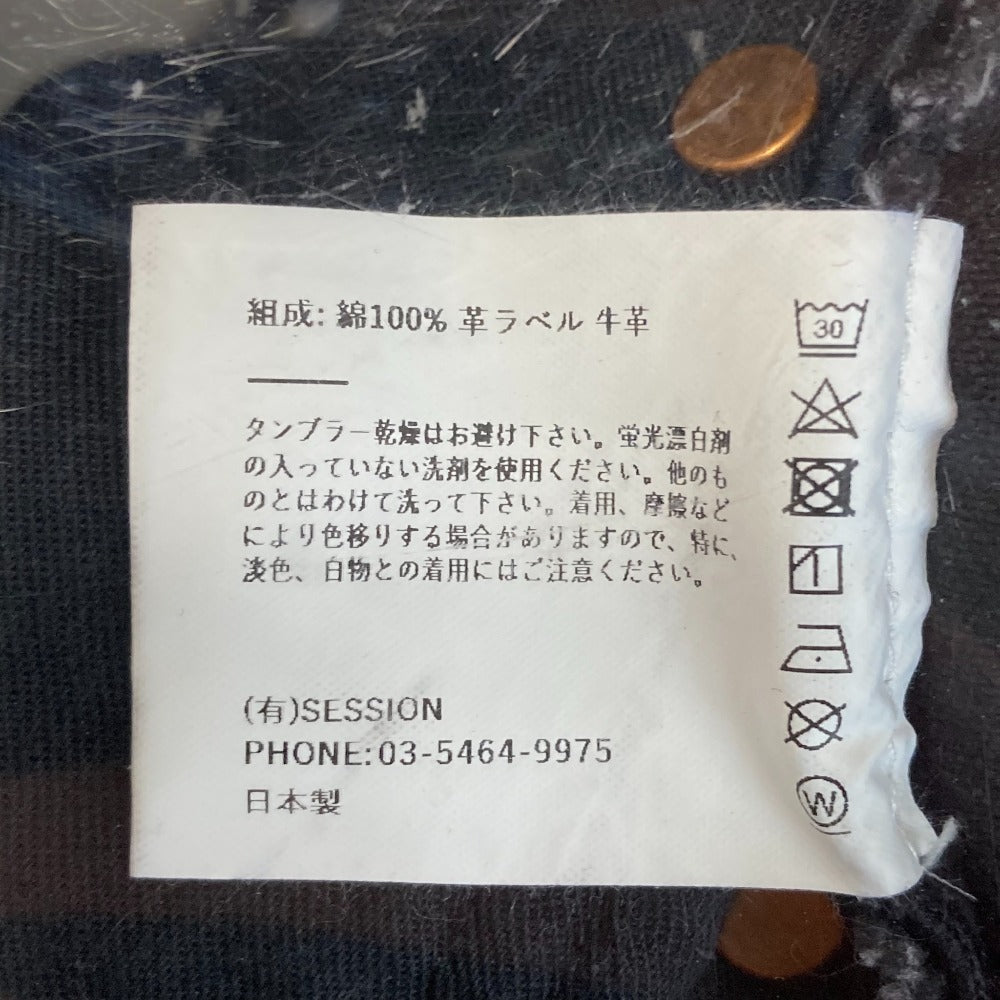 組成: 綿100% 革ラベル 牛革
タンブラー乾燥はお避け下さい。蛍光漂白剤
の入っていない洗剤を使用ください。他のも
のとはわけて洗って下さい。着用、摩擦など
により色移りする場合がありますので、特に、
淡色、白物との着用にはご注意ください。
(有)SESSION
PHONE:03-5464-9975
日本製
30
W